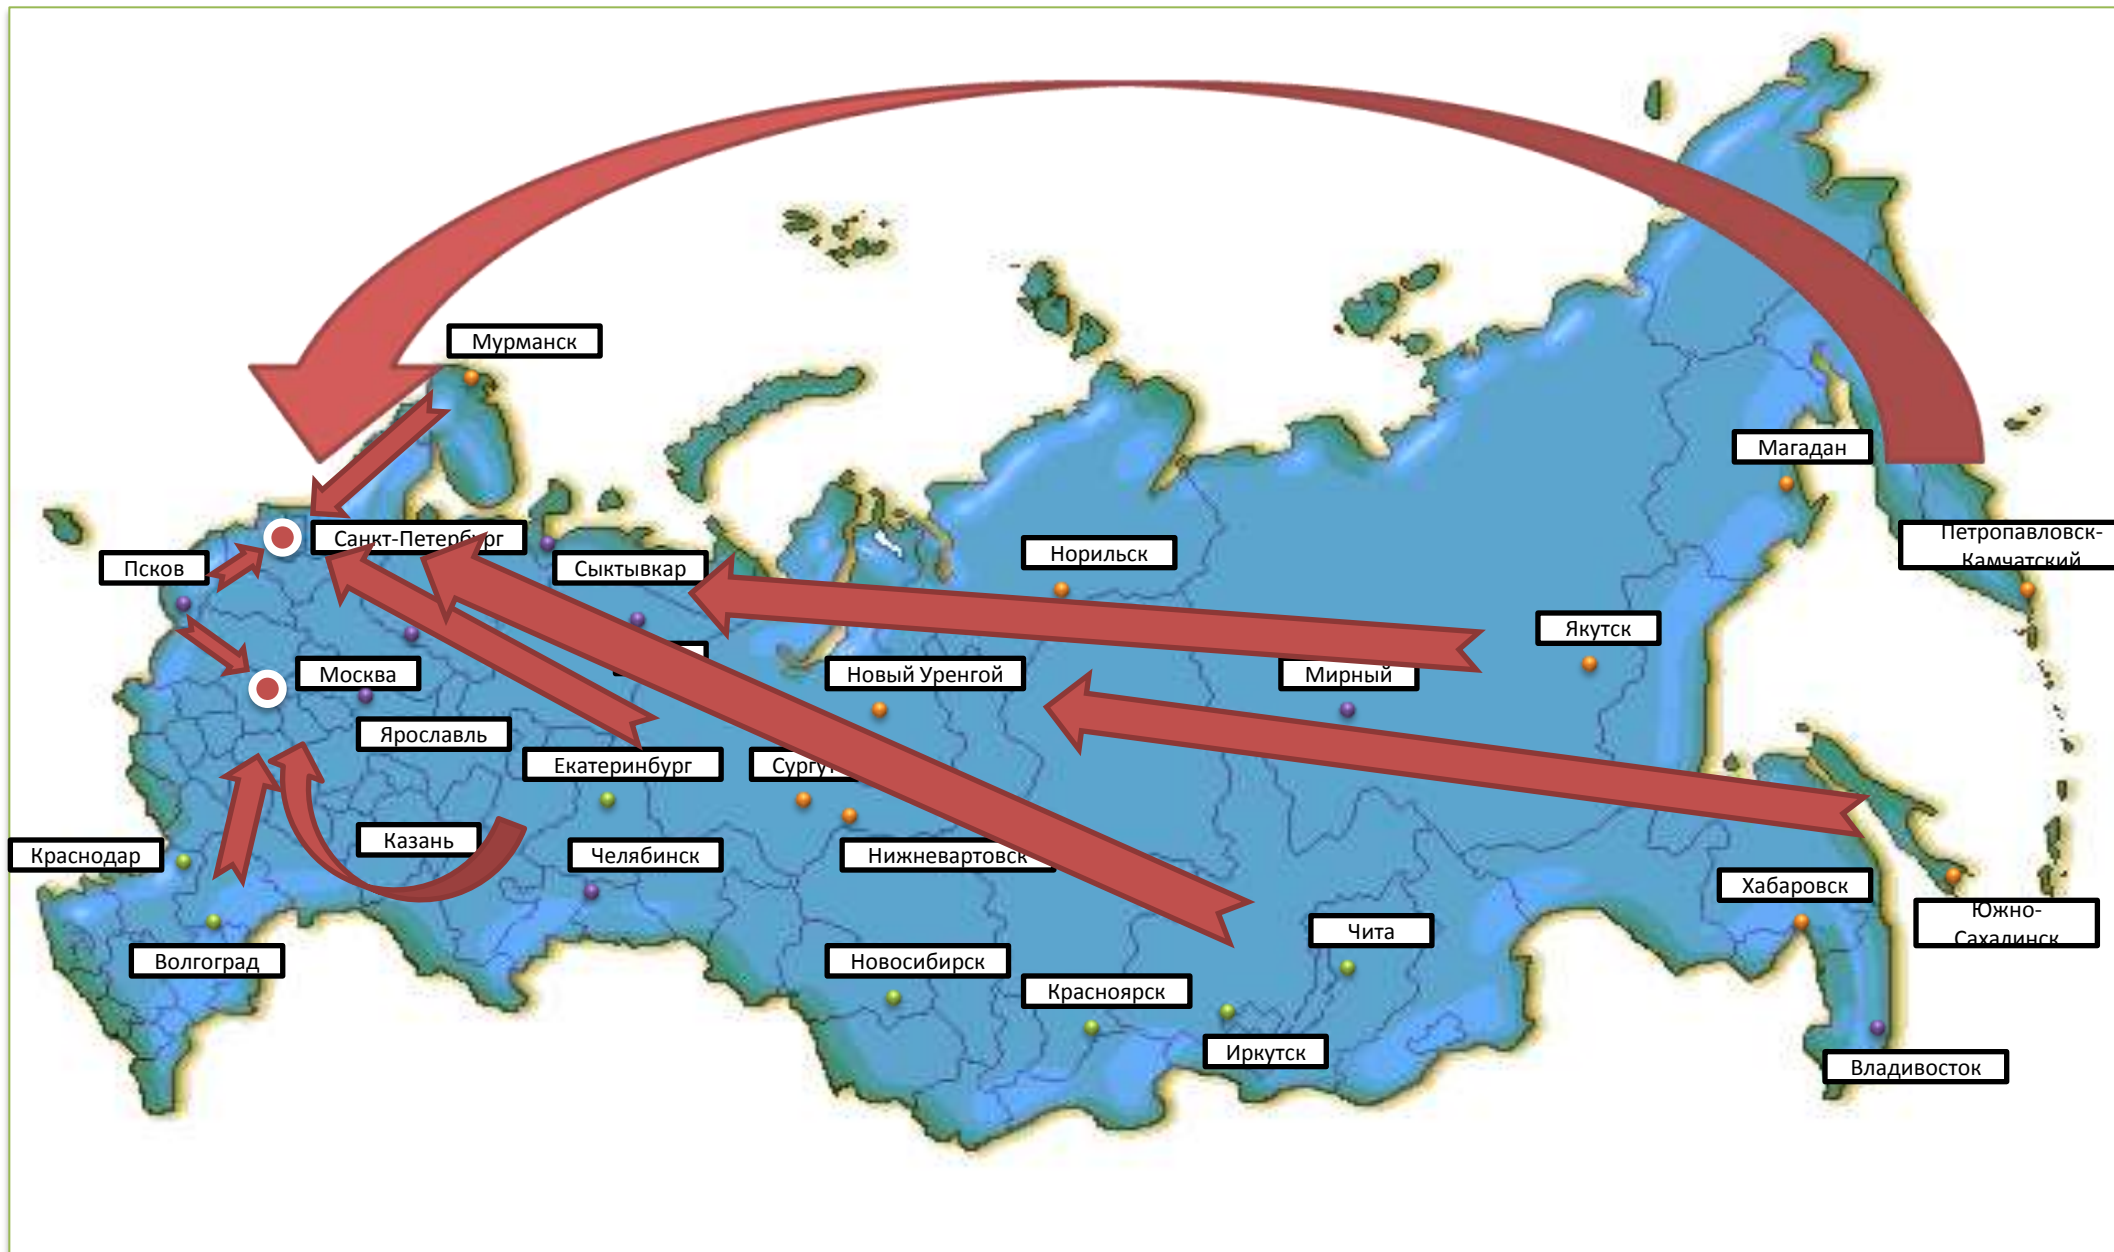 Мурманск
Магадан
Санкт-Петербург
Петропавловск-
Камчатский
Норильск
Псков
Сыктывкар
Якутск
Москва
Новый Уренгой
Мирный
Ярославль
Екатеринбург
Сургут
Казань
Краснодар
Челябинск
Нижневартовск
Хабаровск
Южно-
Сахалинск
Чита
Волгоград
Новосибирск
Красноярск
Иркутск
Владивосток